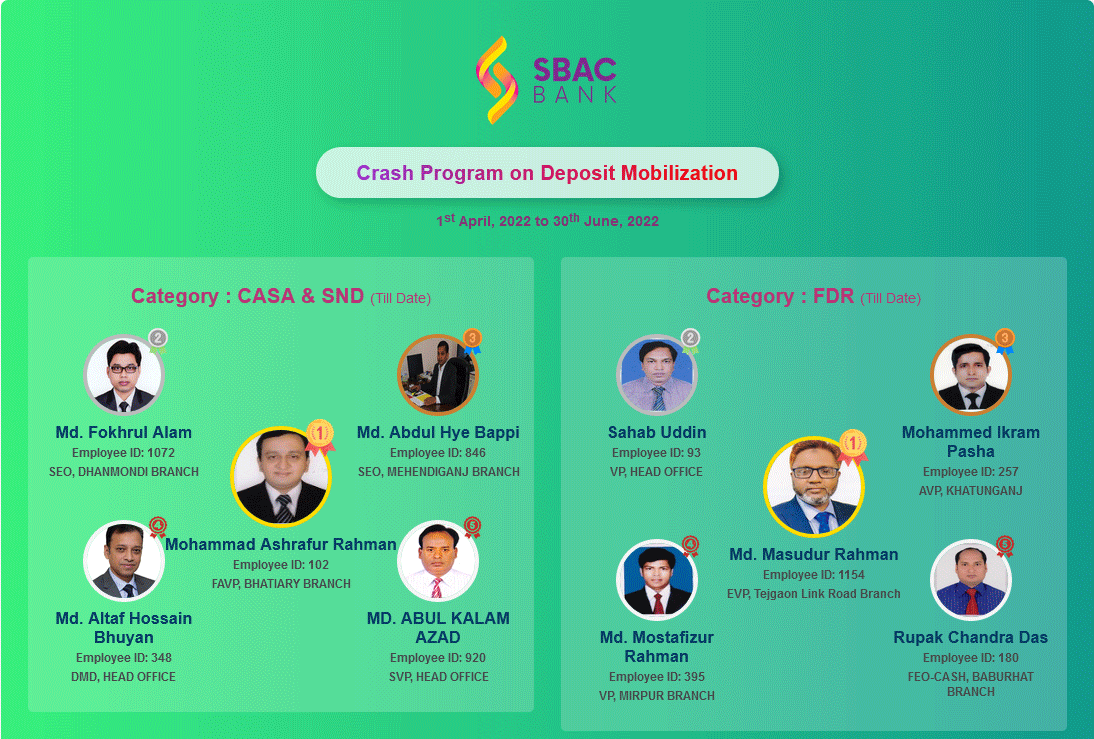 SBAC
BANK
Crash Program on Deposit Mobilization
1st April, 2022 to 30th June, 2022
Category : CASA & SND (Till Date)
2
Md. Fokhrul Alam
Employee ID: 1072
SEO, DHANMONDI BRANCH
3
Md. Abdul Hye Bappi
Employee ID: 846
SEO, MEHENDIGANJ BRANCH
1
Mohammad Ashrafur Rahman
Employee ID: 102
FAVP, BHATIARY BRANCH
4
Md. Altaf Hossain
Bhuyan
Employee ID: 348
DMD, HEAD OFFICE
5
MD. ABUL KALAM
AZAD
Employee ID: 920
SVP, HEAD OFFICE
Category : FDR (Till Date)
2
Sahab Uddin
Employee ID: 93
VP, HEAD OFFICE
3
Mohammed Ikram
Pasha
Employee ID: 257
AVP, KHATUNGANJ
1
Md. Masudur Rahman
Employee ID: 1154
EVP, Tejgaon Link Road Branch
4
Md. Mostafizur
Rahman
Employee ID: 395
VP, MIRPUR BRANCH
5
Rupak Chandra Das
Employee ID: 180
FEO-CASH, BABURHAT
BRANCH